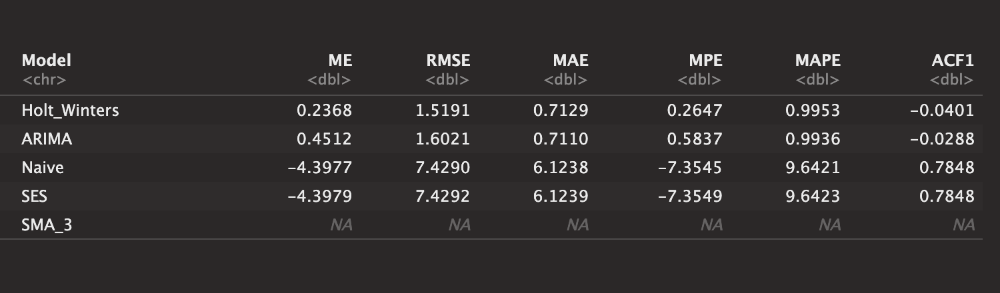 Model ME RMSE MAE MPE MAPE ACF1
<chr> <dbl> <dbl> <dbl> <dbl> <dbl> <dbl>
Holt_Winters 0.2368 1.5191 0.7129 0.2647 0.9953 −0.0401
ARIMA 0.4512 1.6021 0.7110 0.5837 0.9936 −0.0288
Naive −4.3977 7.4290 6.1238 −7.3545 9.6421 0.7848
SES −4.3979 7.4292 6.1239 −7.3549 9.6423 0.7848
SMA_3 NA NA NA NA NA NA